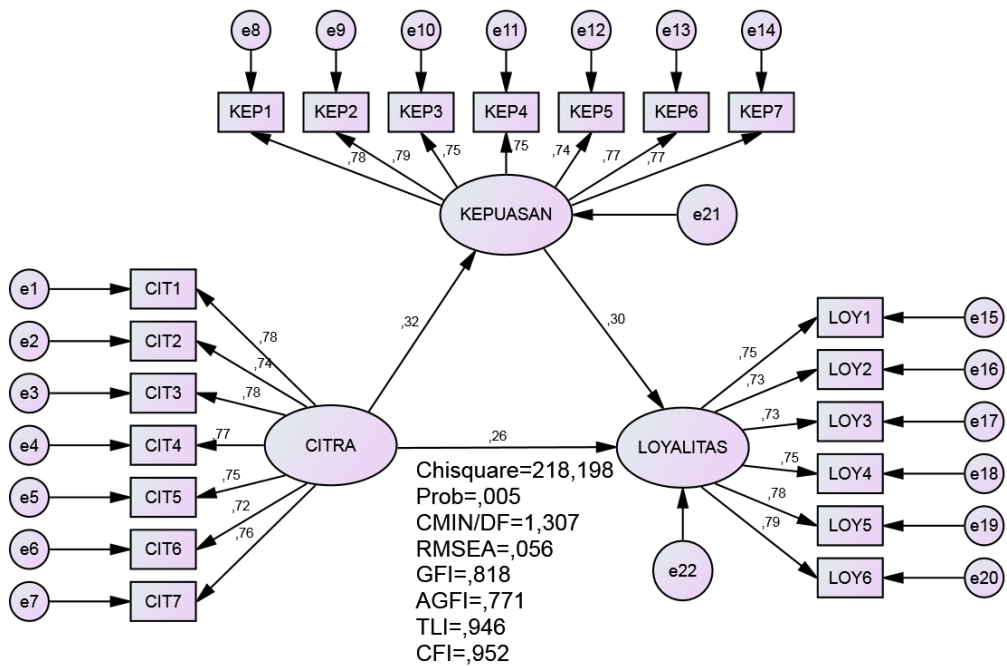 e8
e9
e10
e11
e12
e13
e14
KEP1
KEP2
KEP3
KEP4
KEP5
KEP6
KEP7
,78
,79
,75
,75
,74
,77
,77
KEPUASAN
e21
e1
CIT1
e2
CIT2
e3
CIT3
e4
CIT4
e5
CIT5
e6
CIT6
e7
CIT7
,78
,74
,78
,77
,75
,72
,76
CITRA
,32
,30
,26
LOYALITAS
e22
,75
,73
,73
,75
,78
,79
LOY1
e15
LOY2
e16
LOY3
e17
LOY4
e18
LOY5
e19
LOY6
e20
Chisquare=218,198
Prob=,005
CMIN/DF=1,307
RMSEA=,056
GFI=,818
AGFI=,771
TLI=,946
CFI=,952